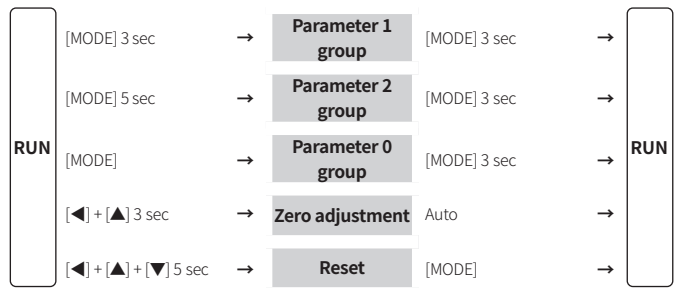 RUN
[MODE] 3 sec → Parameter 1 group [MODE] 3 sec →
[MODE] 5 sec → Parameter 2 group [MODE] 3 sec →
[MODE] → Parameter 0 group [MODE] 3 sec →
[◀] + [▲] 3 sec → Zero adjustment Auto →
[◀] + [▲] + [▼] 5 sec → Reset [MODE] →
RUN